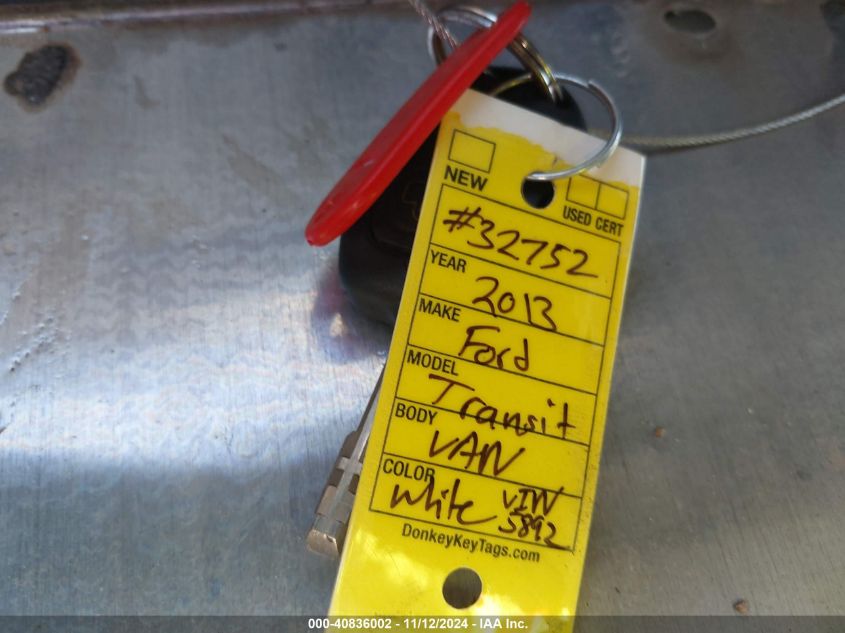 NEW
USED CERT
#32752
YEAR
2013
MAKE
Ford
MODEL
Transit
BODY
VAN
COLOR
White
VIN
5892
DonkeyKeyTags.com
000-40836002 - 11/12/2024 - IAA Inc.